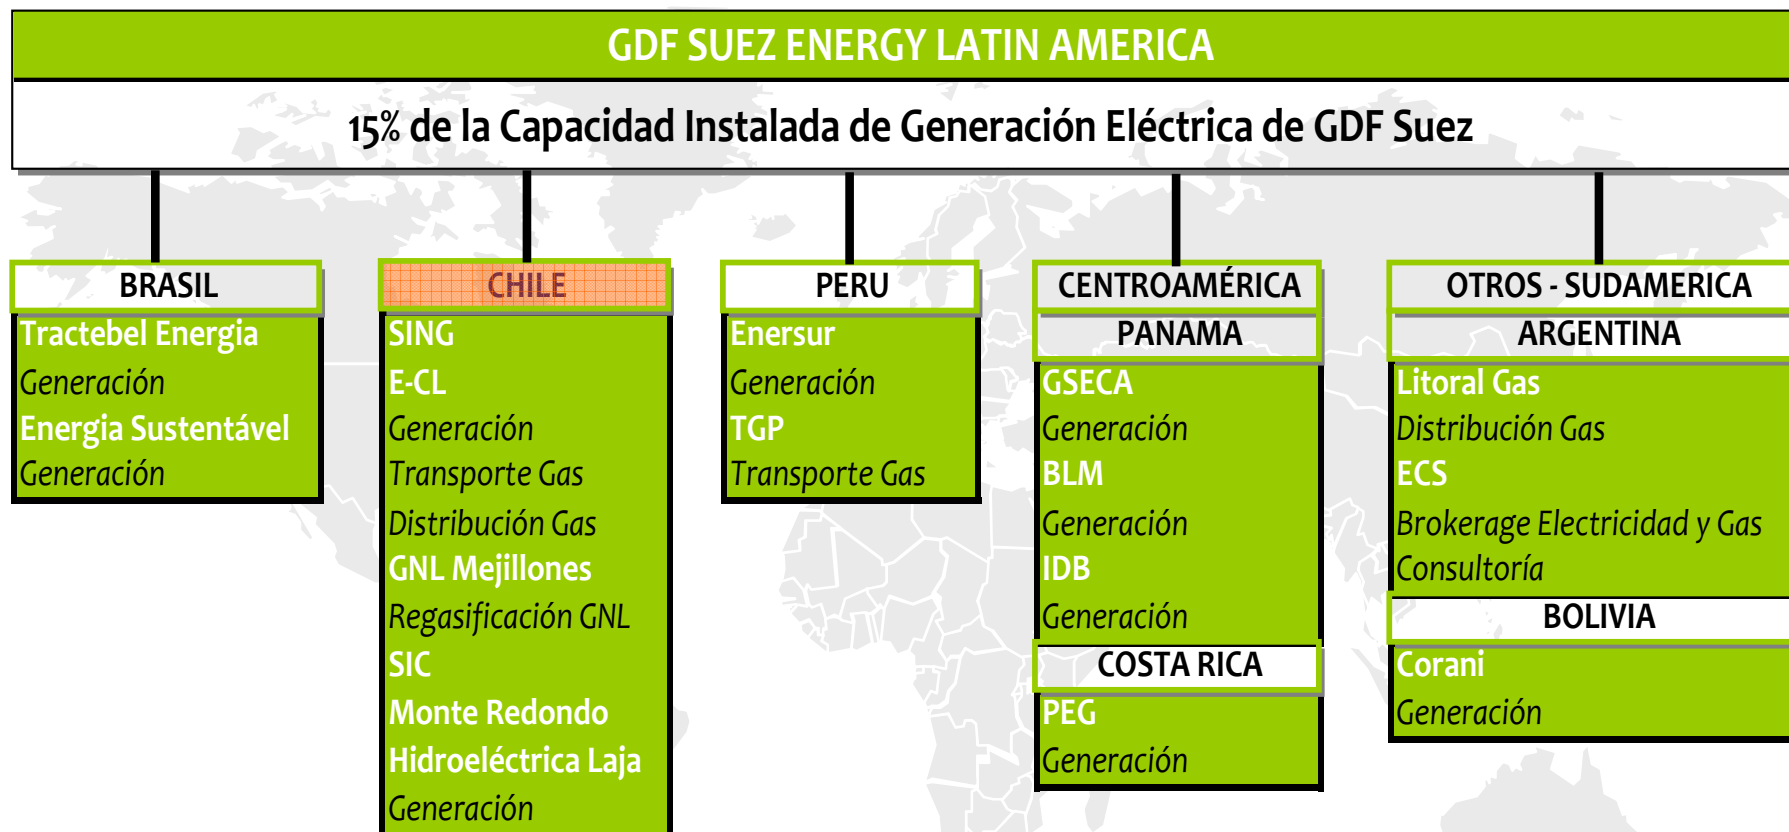 GDF SUEZ ENERGY LATIN AMERICA
15% de la Capacidad Instalada de Generación Eléctrica de GDF Suez
BRASIL
Tractebel Energia
Generación
Energia Sustentável
Generación
CHILE
SING
E-CL
Generación
Transporte Gas
Distribución Gas
GNL Mejillones
Regasificación GNL
SIC
Monte Redondo
Hidroeléctrica Laja
Generación
PERU
Enersur
Generación
TGP
Transporte Gas
CENTROAMÉRICA
PANAMA
GSECA
Generación
BLM
Generación
IDB
Generación
COSTA RICA
PEG
Generación
OTROS - SUDAMERICA
ARGENTINA
Litoral Gas
Distribución Gas
ECS
Brokerage Electricidad y Gas
Consultoría
BOLIVIA
Corani
Generación